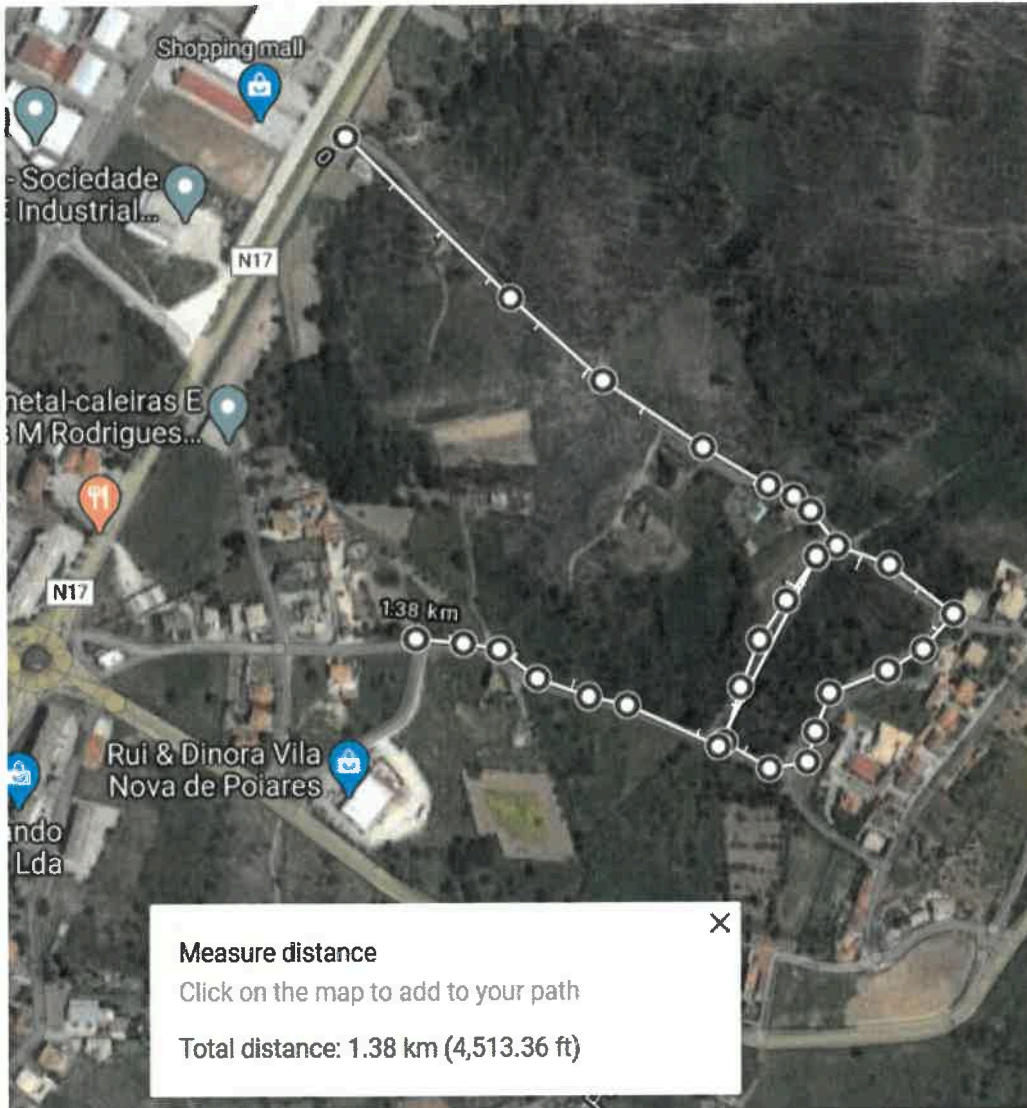 Shopping mall
0
- Sociedade
Industrial...
N17
netal-caleiras E
M Rodrigues...
N17
1.38 km
Rui & Dinora Vila
Nova de Poiares
ando
Lda
Measure distance
Click on the map to add to your path
Total distance: 1.38 km (4,513.36 ft)